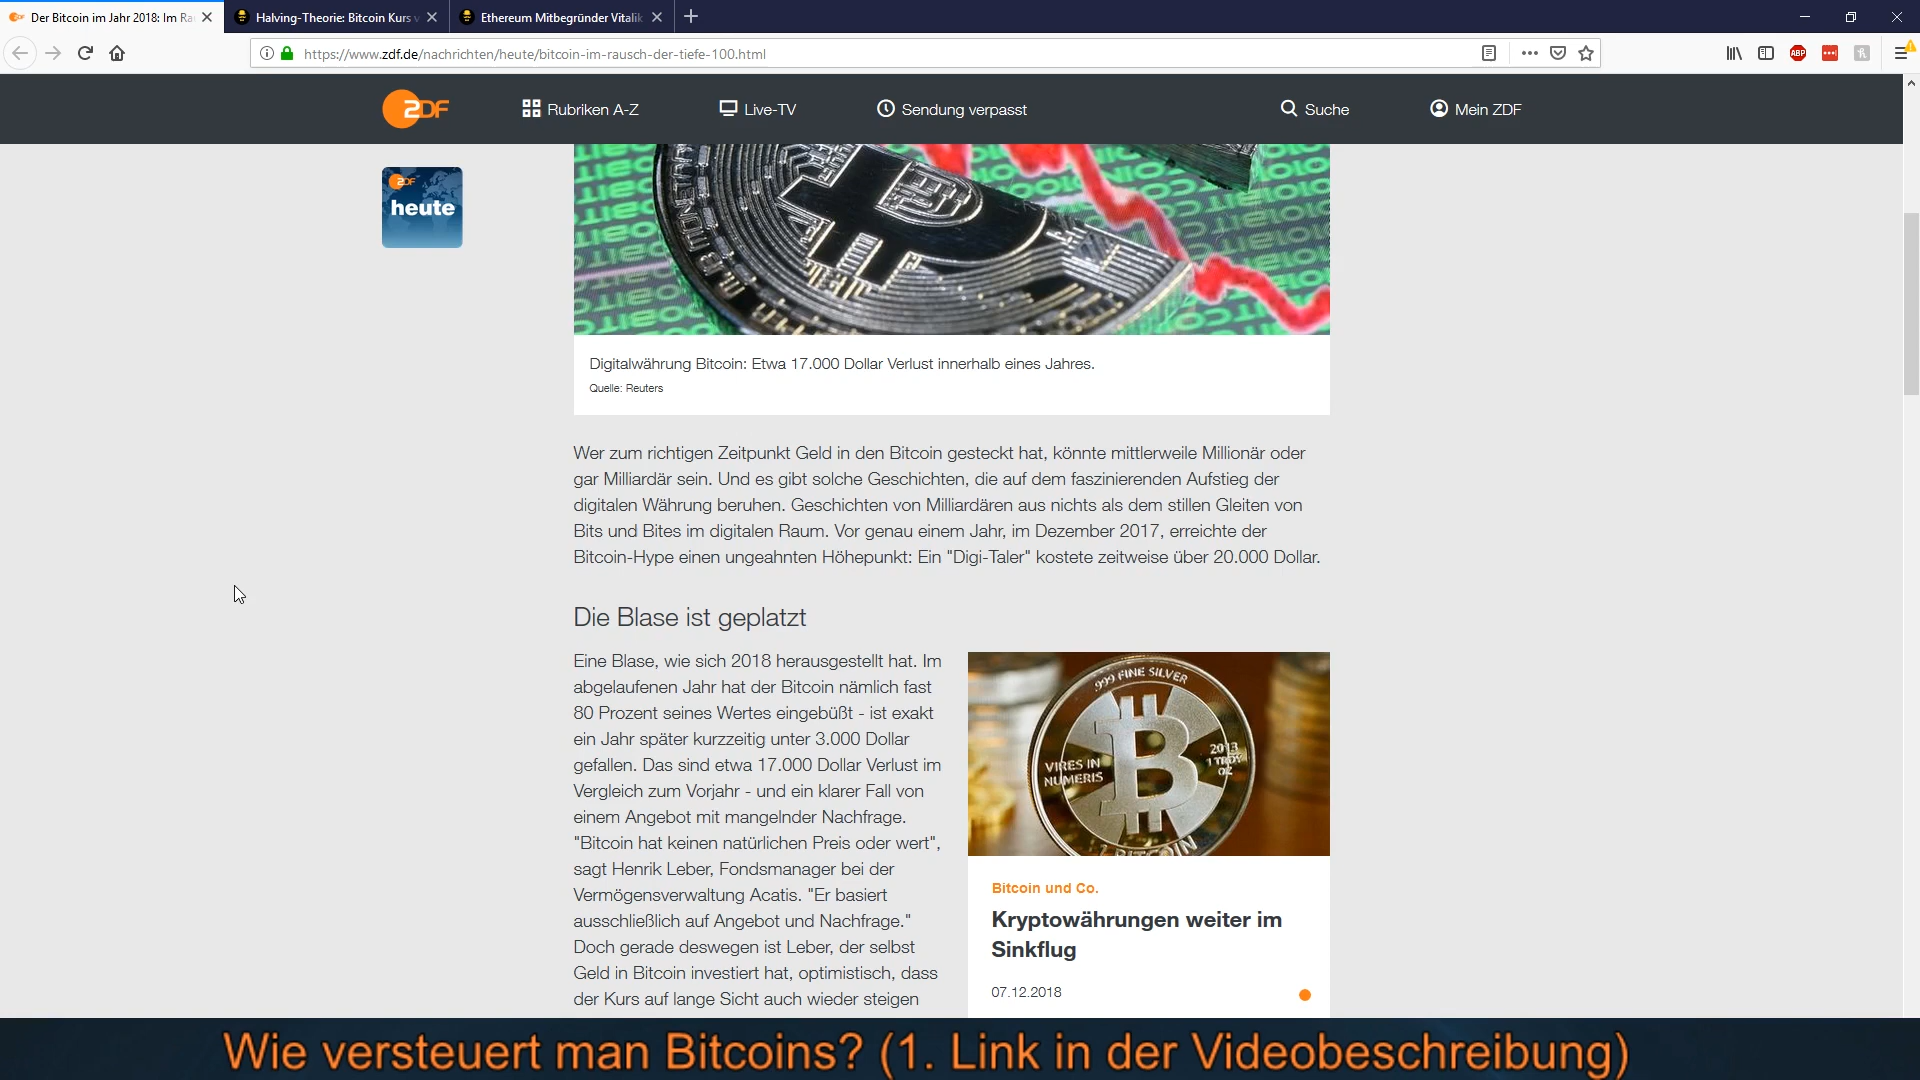 Der Bitcoin im Jahr 2018: Im Ra
Halving-Theorie: Bitcoin Kurs v
Ethereum Mitbegründer Vitalik
https://www.zdf.de/nachrichten/heute/bitcoin-im-rausch-der-tiefe-100.html
ABP
ZDF
Rubriken A-Z
Live-TV
Sendung verpasst
Suche
Mein ZDF
ZDF
heute
Digitalwährung Bitcoin: Etwa 17.000 Dollar Verlust innerhalb eines Jahres.
Quelle: Reuters
Wer zum richtigen Zeitpunkt Geld in den Bitcoin gesteckt hat, könnte mittlerweile Millionär oder
gar Milliardär sein. Und es gibt solche Geschichten, die auf dem faszinierenden Aufstieg der
digitalen Währung beruhen. Geschichten von Milliardären aus nichts als dem stillen Gleiten von
Bits und Bites im digitalen Raum. Vor genau einem Jahr, im Dezember 2017, erreichte der
Bitcoin-Hype einen ungeahnten Höhepunkt: Ein "Digi-Taler" kostete zeitweise über 20.000 Dollar.
Die Blase ist geplatzt
Eine Blase, wie sich 2018 herausgestellt hat. Im
abgelaufenen Jahr hat der Bitcoin nämlich fast
80 Prozent seines Wertes eingebüßt - ist exakt
ein Jahr später kurzzeitig unter 3.000 Dollar
gefallen. Das sind etwa 17.000 Dollar Verlust im
Vergleich zum Vorjahr - und ein klarer Fall von
einem Angebot mit mangelnder Nachfrage.
"Bitcoin hat keinen natürlichen Preis oder wert",
sagt Henrik Leber, Fondsmanager bei der
Vermögensverwaltung Acatis. "Er basiert
ausschließlich auf Angebot und Nachfrage."
Doch gerade deswegen ist Leber, der selbst
Geld in Bitcoin investiert hat, optimistisch, dass
der Kurs auf lange Sicht auch wieder steigen
.999 FINE SILVER
VIRES IN
NUMERIS
2013
1 TROY
OZ
BITCOIN
Bitcoin und Co.
Kryptowährungen weiter im
Sinkflug
07.12.2018
Wie versteuert man Bitcoins? (1. Link in der Videobeschreibung)